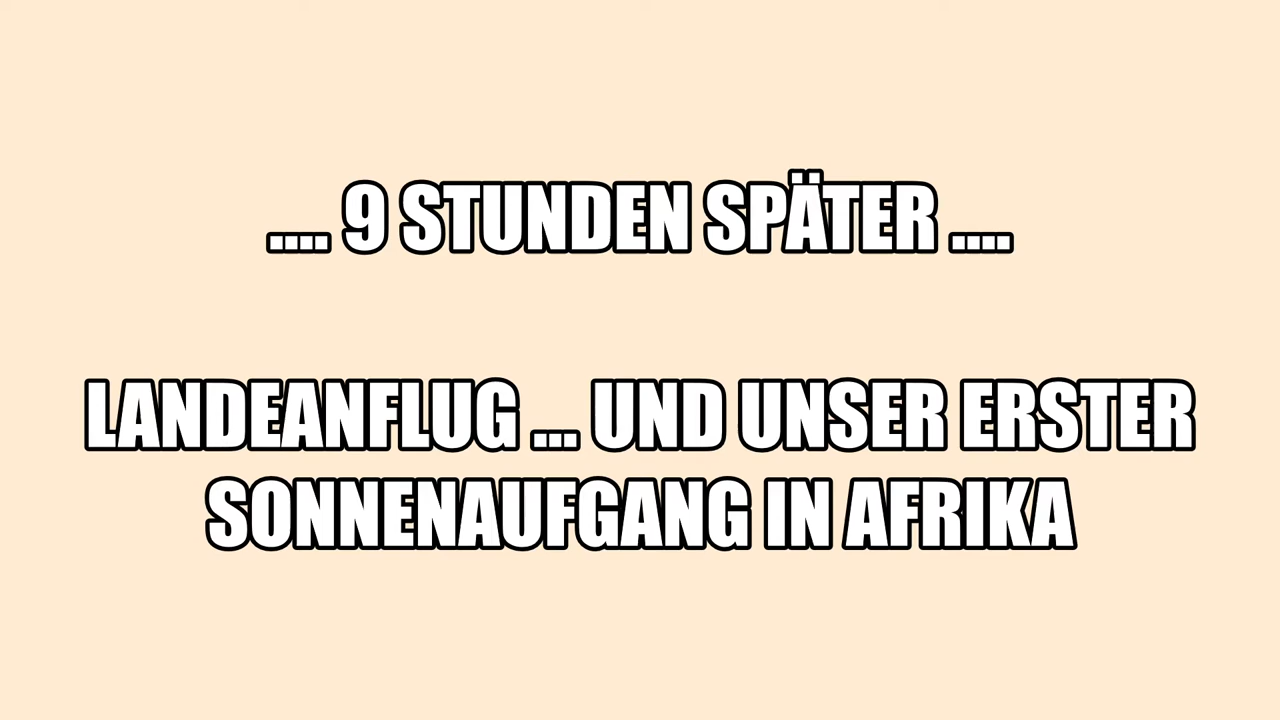 .... 9 STUNDEN SPÄTER ....
LANDEANFLUG ... UND UNSER ERSTER
SONNENAUFGANG IN AFRIKA